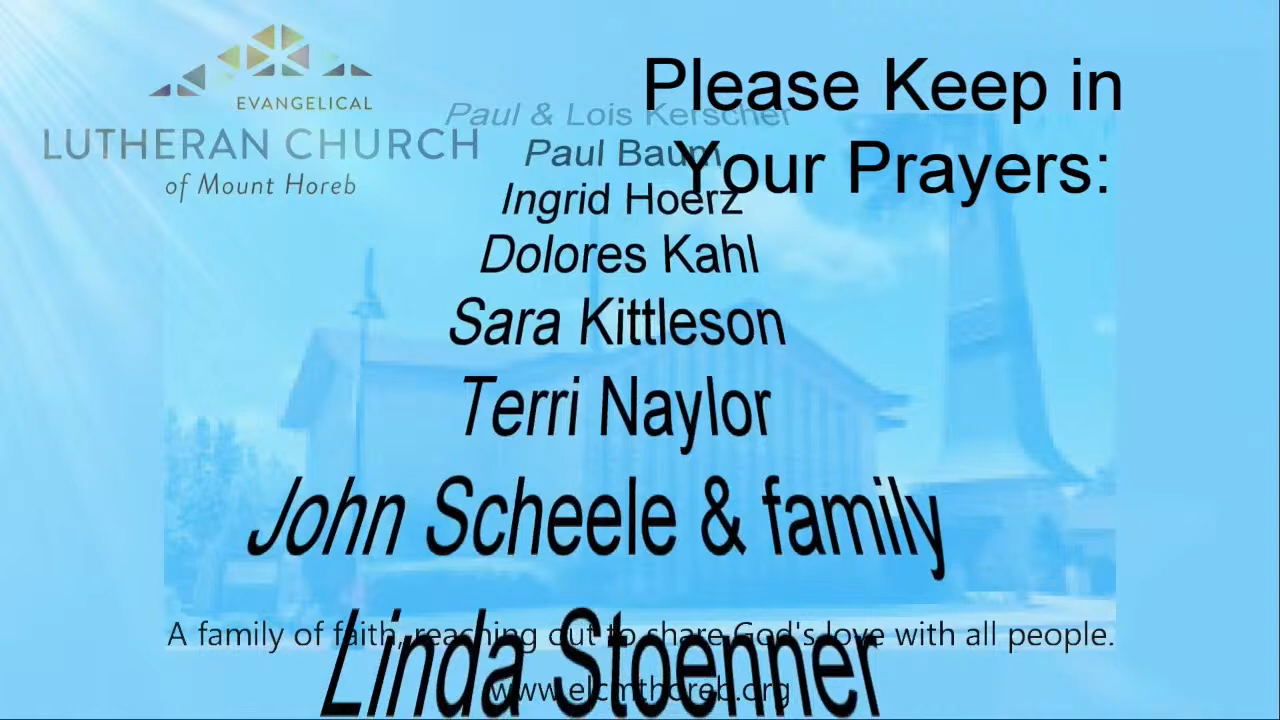 EVANGELICAL
LUTHERAN CHURCH
of Mount Horeb
Please Keep in
Your Prayers:
Paul & Lois Kerscher
Paul Baum
Ingrid Hoerz
Dolores Kahl
Sara Kittleson
Terri Naylor
John Scheele & family
Linda Stoenner
A family of faith, reaching out to share God's love with all people.
www.elcmthoreb.org